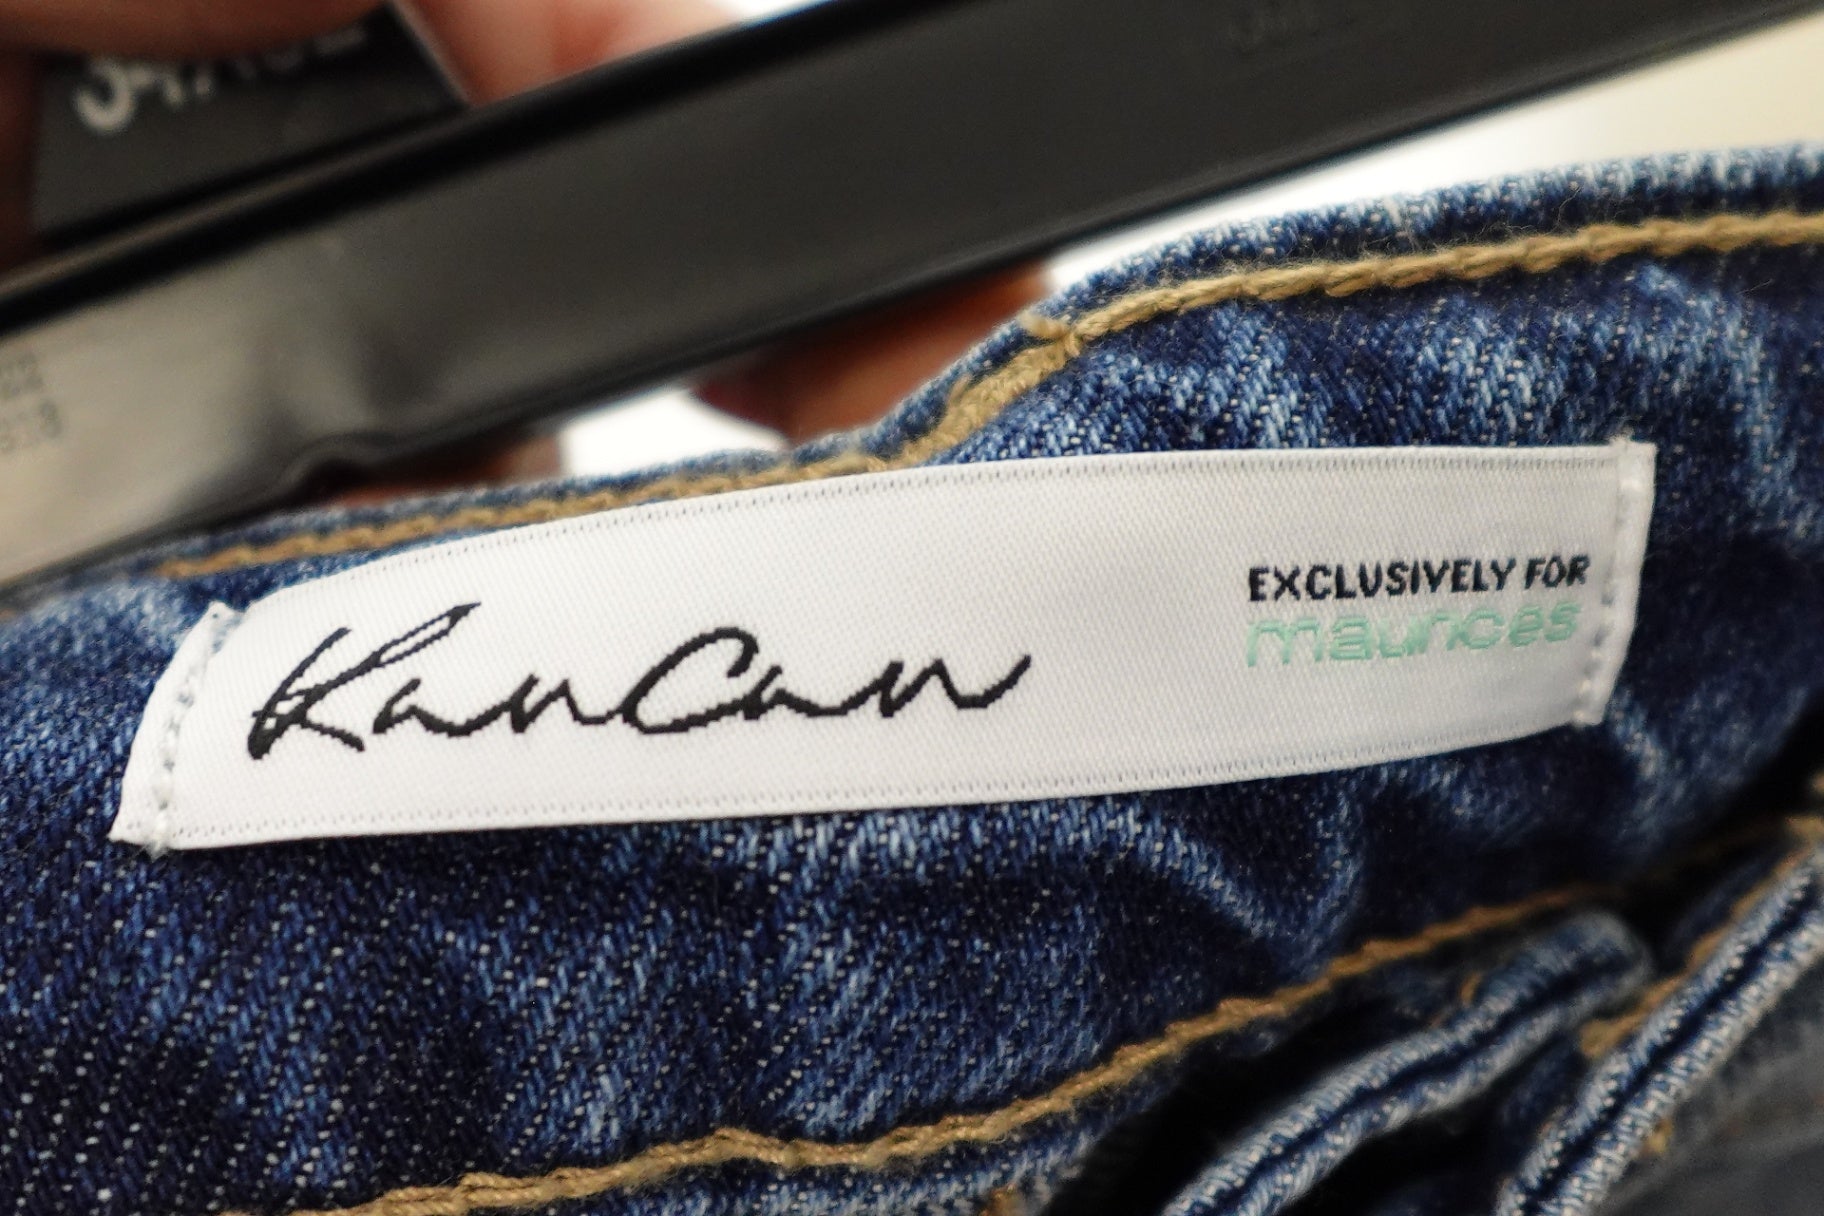 KanCan
EXCLUSIVELY FOR
maurices